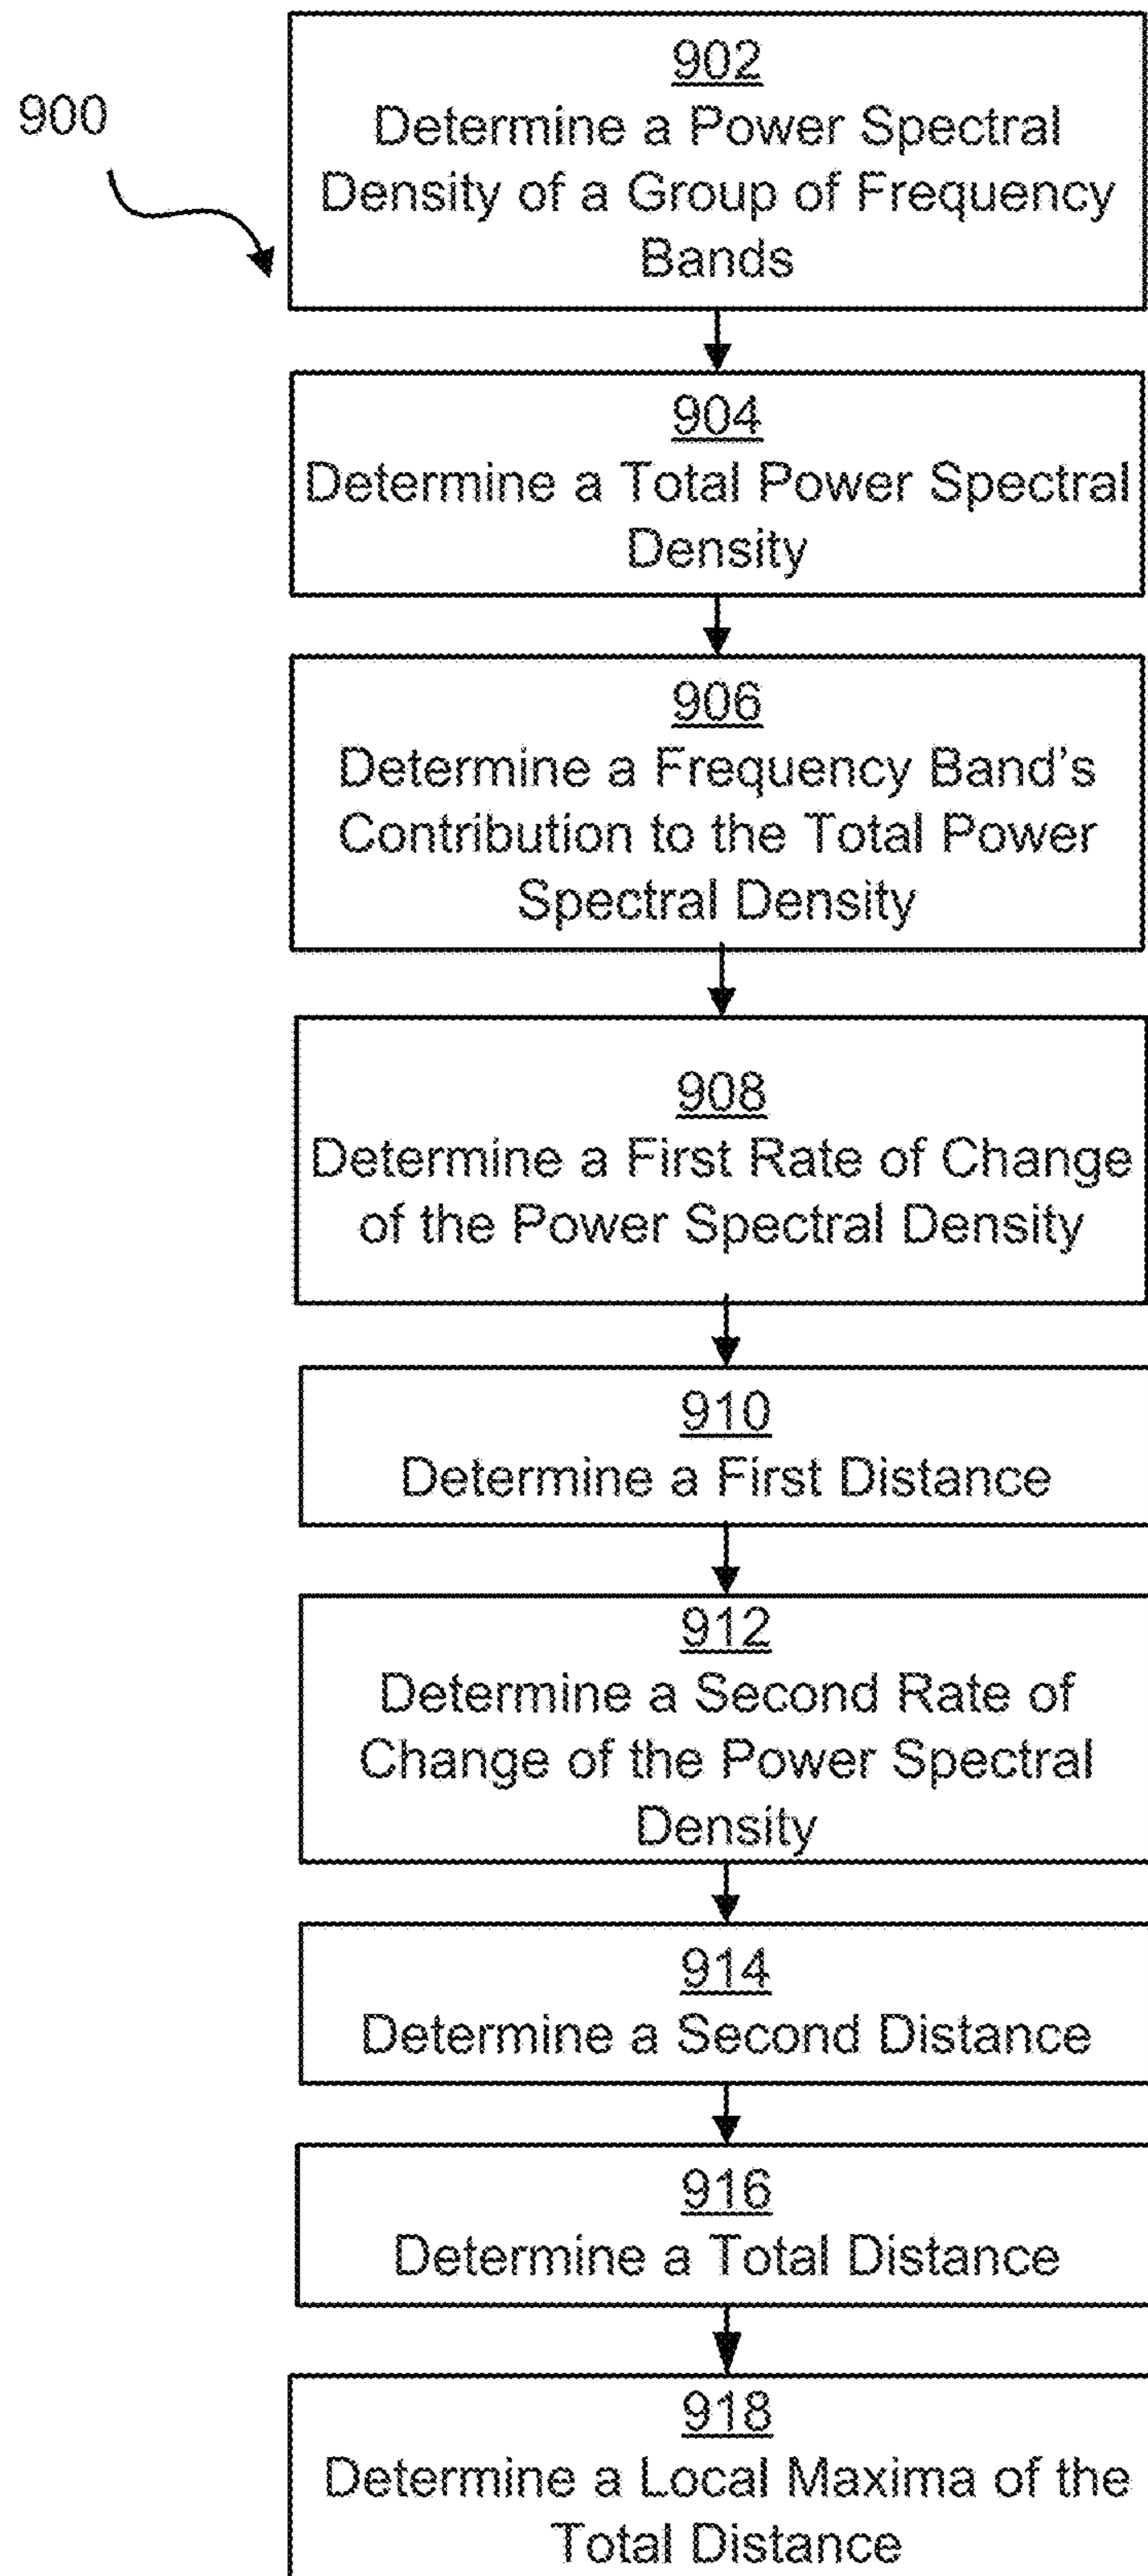 900
902
Determine a Power Spectral
Density of a Group of Frequency
Bands
904
Determine a Total Power Spectral
Density
906
Determine a Frequency Band's
Contribution to the Total Power
Spectral Density
908
Determine a First Rate of Change
of the Power Spectral Density
910
Determine a First Distance
912
Determine a Second Rate of
Change of the Power Spectral
Density
914
Determine a Second Distance
916
Determine a Total Distance
918
Determine a Local Maxima of the
Total Distance